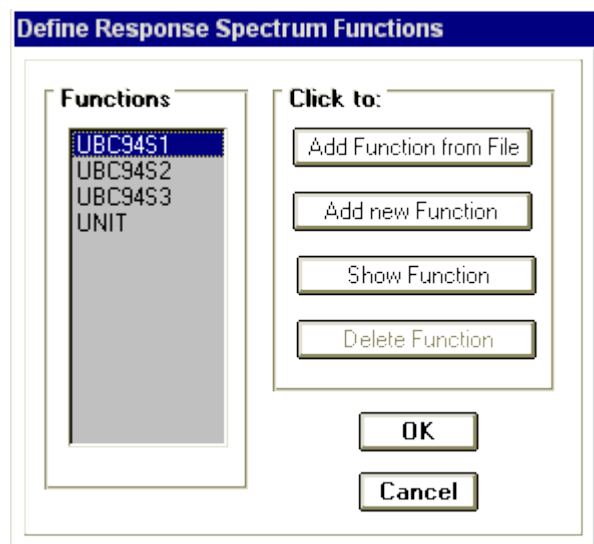 Define Response Spectrum Functions
Functions
UBC94S1
UBC94S2
UBC94S3
UNIT
Click to:
Add Function from File
Add new Function
Show Function
Delete Function
OK
Cancel